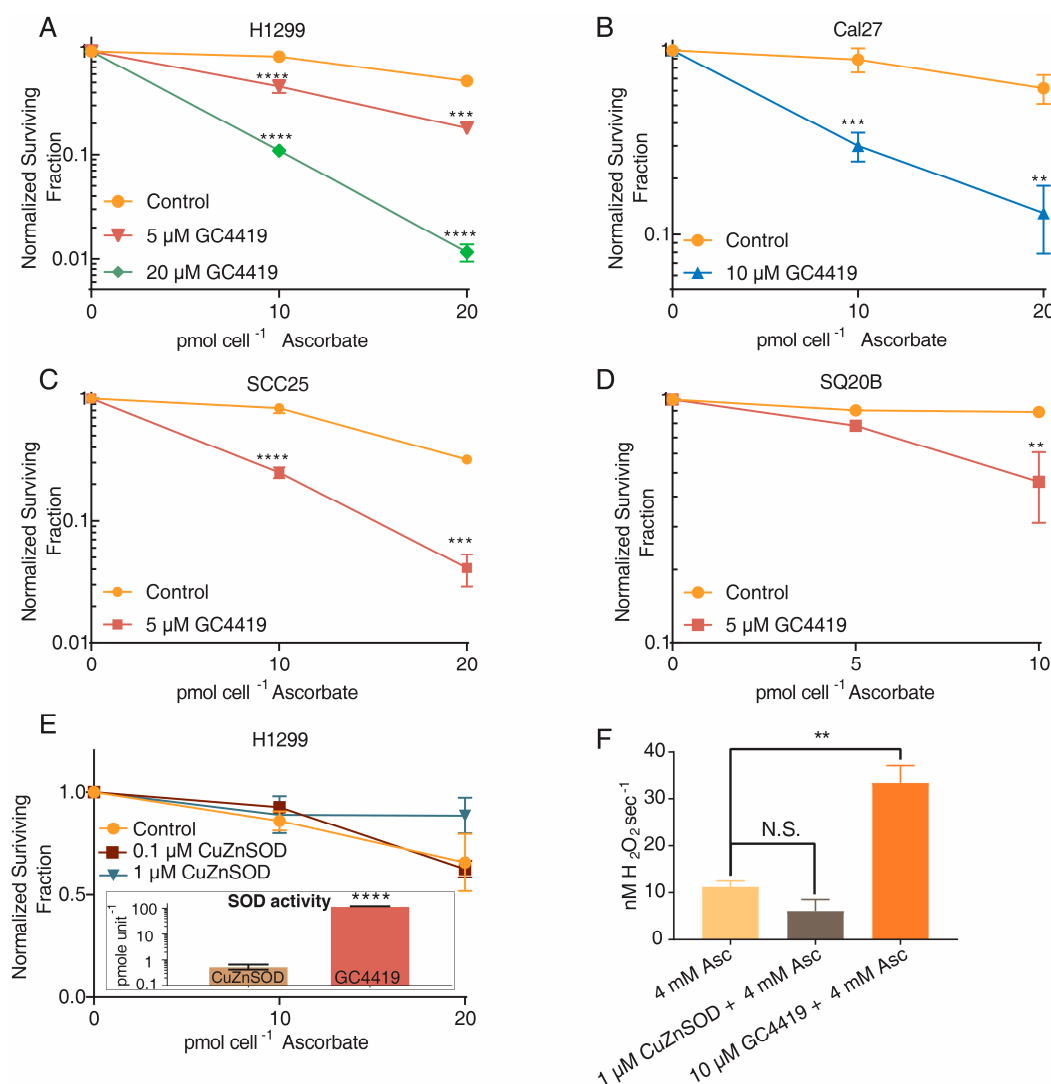 A
H1299
1
0.1
0.01
Normalized Surviving
Fraction
Control
5 µM GC4419
20 µM GC4419
****
***
****
****
0
10
20
pmol cell -1 Ascorbate
B
Cal27
1
0.1
Normalized Surviving
Fraction
***
**
Control
10 µM GC4419
0
10
20
pmol cell -1 Ascorbate
C
SCC25
1
0.1
0.01
Normalized Surviving
Fraction
****
***
Control
5 µM GC4419
0
10
20
pmol cell -1 Ascorbate
D
SQ20B
1
0.1
Normalized Surviving
Fraction
**
Control
5 µM GC4419
0
5
10
pmol cell -1 Ascorbate
E
H1299
1.0
0.5
0.0
Normalized Surviving
Fraction
Control
0.1 µM CuZnSOD
1 µM CuZnSOD
SOD activity
****
pmole unit-1
100
10
1
0.1
CuZnSOD
GC4419
0
10
20
pmol cell -1 Ascorbate
F
**
N.S.
nM H2O2sec-1
40
30
20
10
0
4 mM Asc
1 µM CuZnSOD + 4 mM Asc
10 µM GC4419 + 4 mM Asc